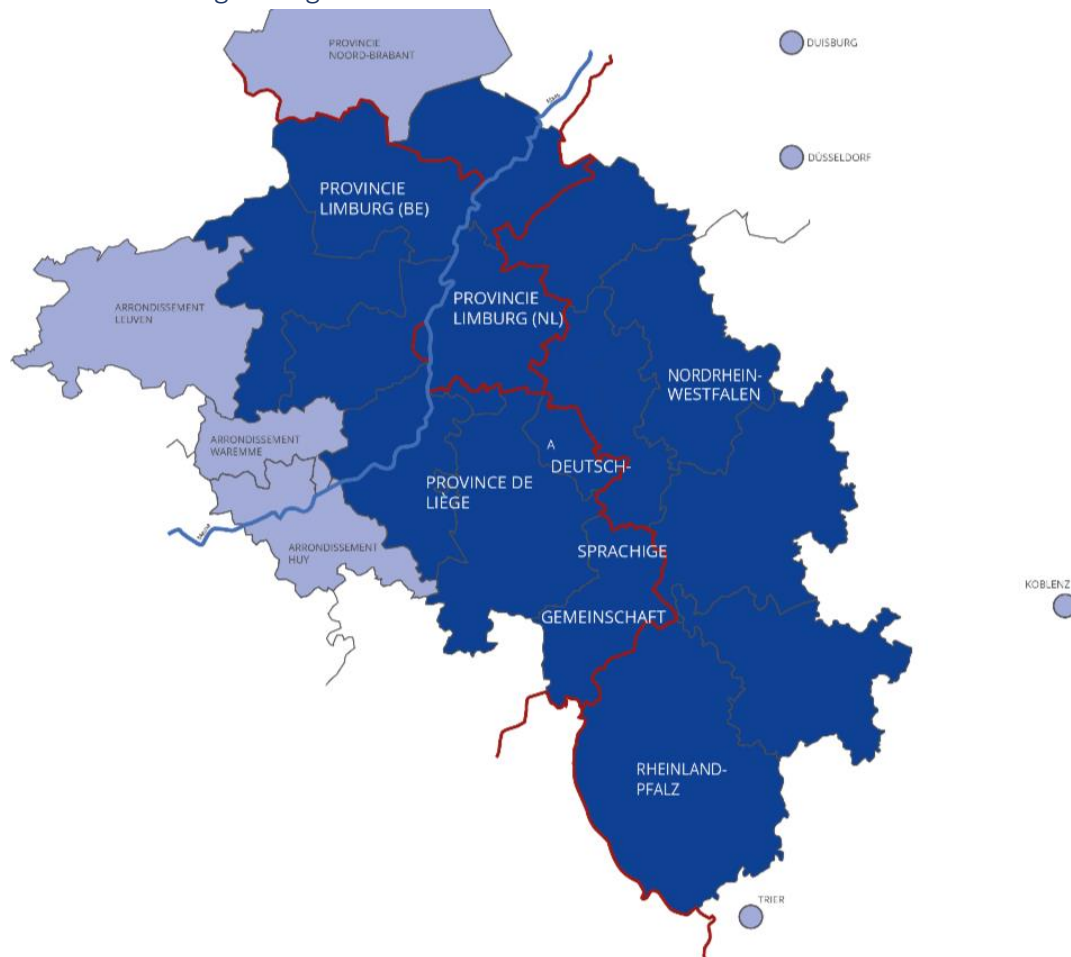 PROVINCIE
NOORD-BRABANT
DUISBURG
DÜSSELDORF
PROVINCIE
LIMBURG (BE)
ARRONDISSEMENT
LEUVEN
PROVINCIE
LIMBURG (NL)
NORDRHEIN-
WESTFALEN
ARRONDISSEMENT
WAREMME
A
DEUTSCH-
PROVINCE DE
LIÈGE
ARRONDISSEMENT
HUY
SPRACHIGE
KOBLENZ
GEMEINSCHAFT
RHEINLAND-
PFALZ
TRIER